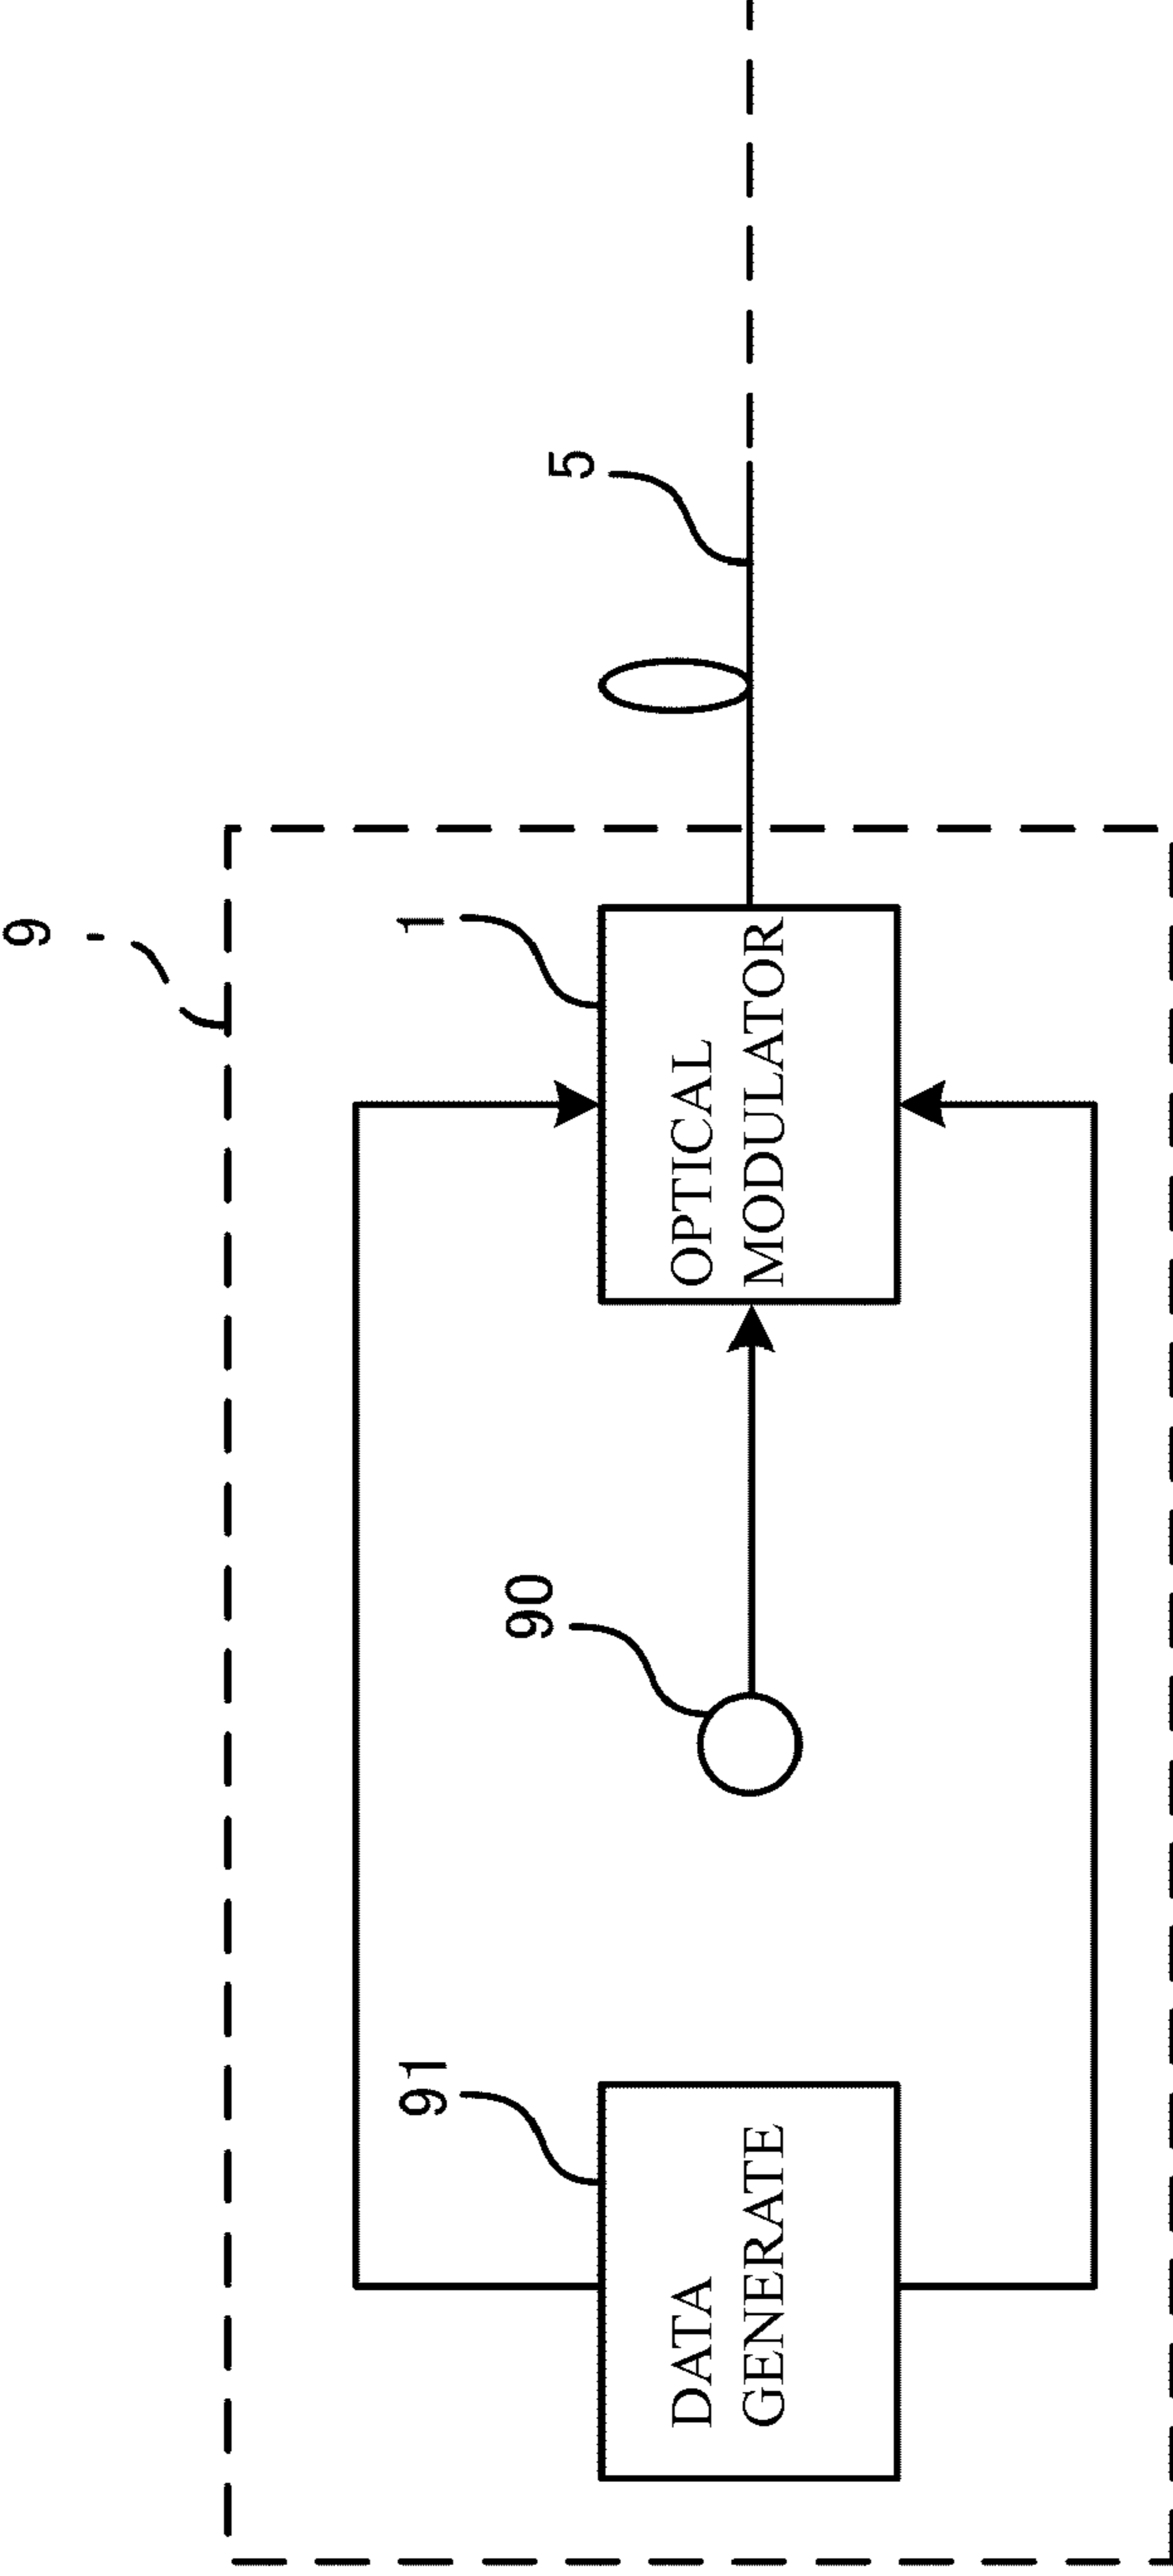 9
1
5
OPTICAL
MODULATOR
90
91
DATA
GENERATE